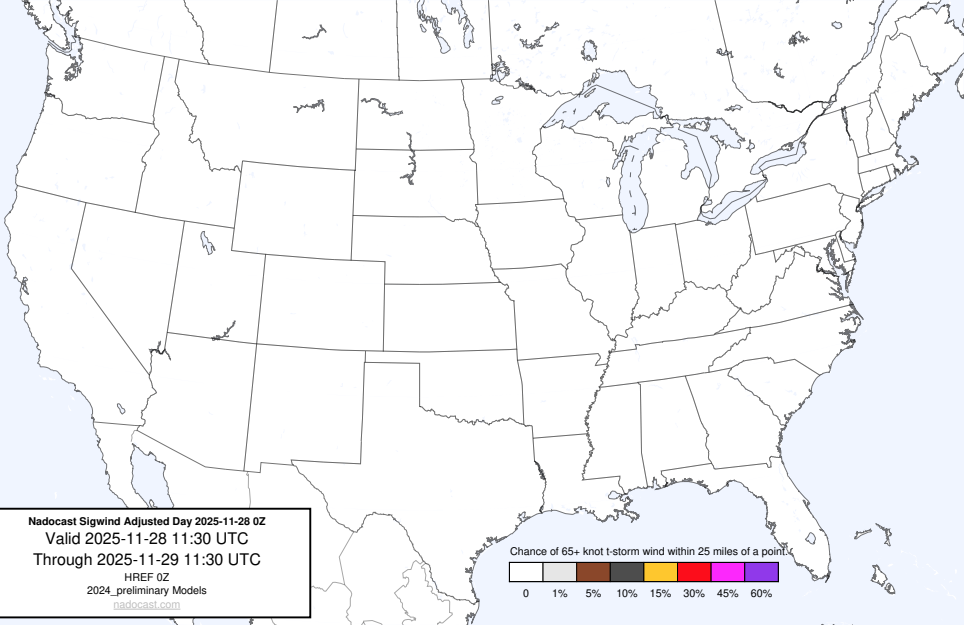 Nadocast Sigwind Adjusted Day 2025-11-28 0Z
Valid 2025-11-28 11:30 UTC
Through 2025-11-29 11:30 UTC
HREF 0Z
2024_preliminary Models
nadocast.com
Chance of 65+ knot t-storm wind within 25 miles of a point.
0 1% 5% 10% 15% 30% 45% 60%